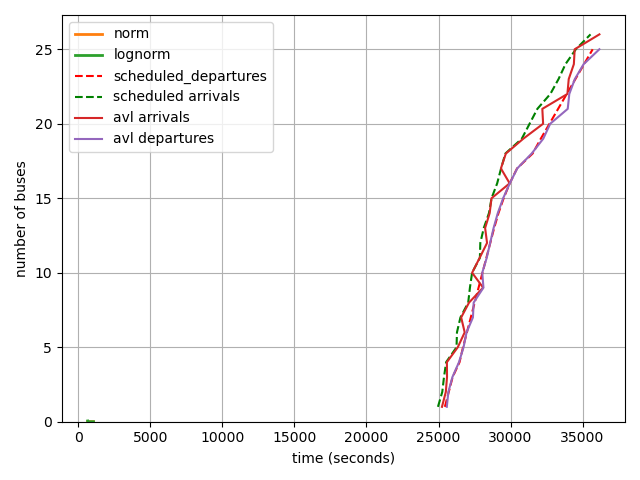 norm
lognorm
scheduled_departures
scheduled arrivals
avl arrivals
avl departures
25
20
15
10
5
0
number of buses
0 5000 10000 15000 20000 25000 30000 35000
time (seconds)